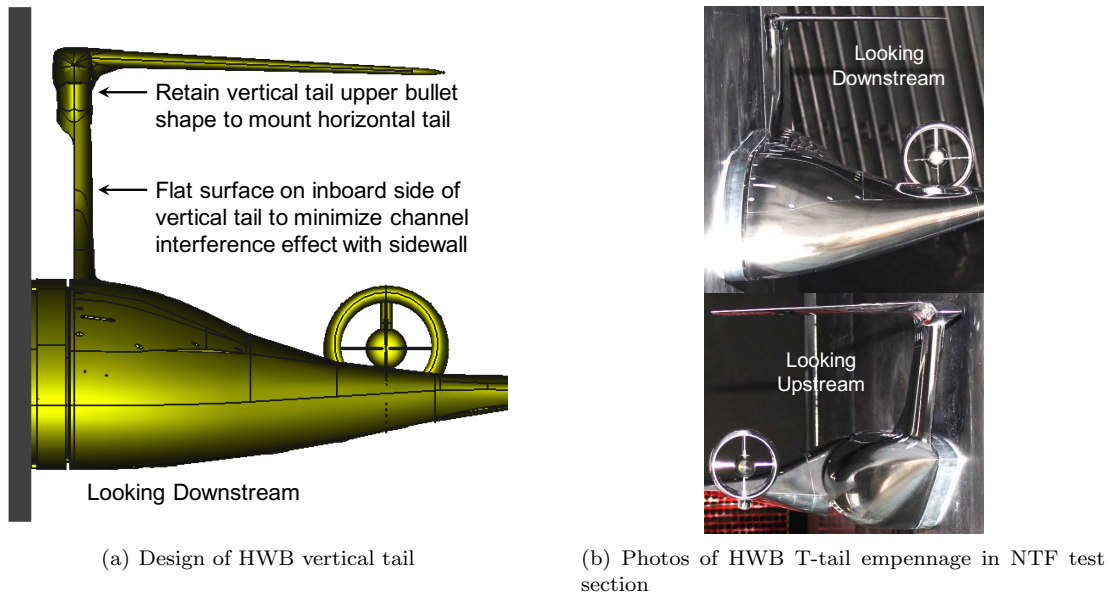 Retain vertical tail upper bullet
shape to mount horizontal tail
Flat surface on inboard side of
vertical tail to minimize channel
interference effect with sidewall
Looking Downstream
(a) Design of HWB vertical tail
Looking
Downstream
Looking
Upstream
(b) Photos of HWB T-tail empennage in NTF test
section